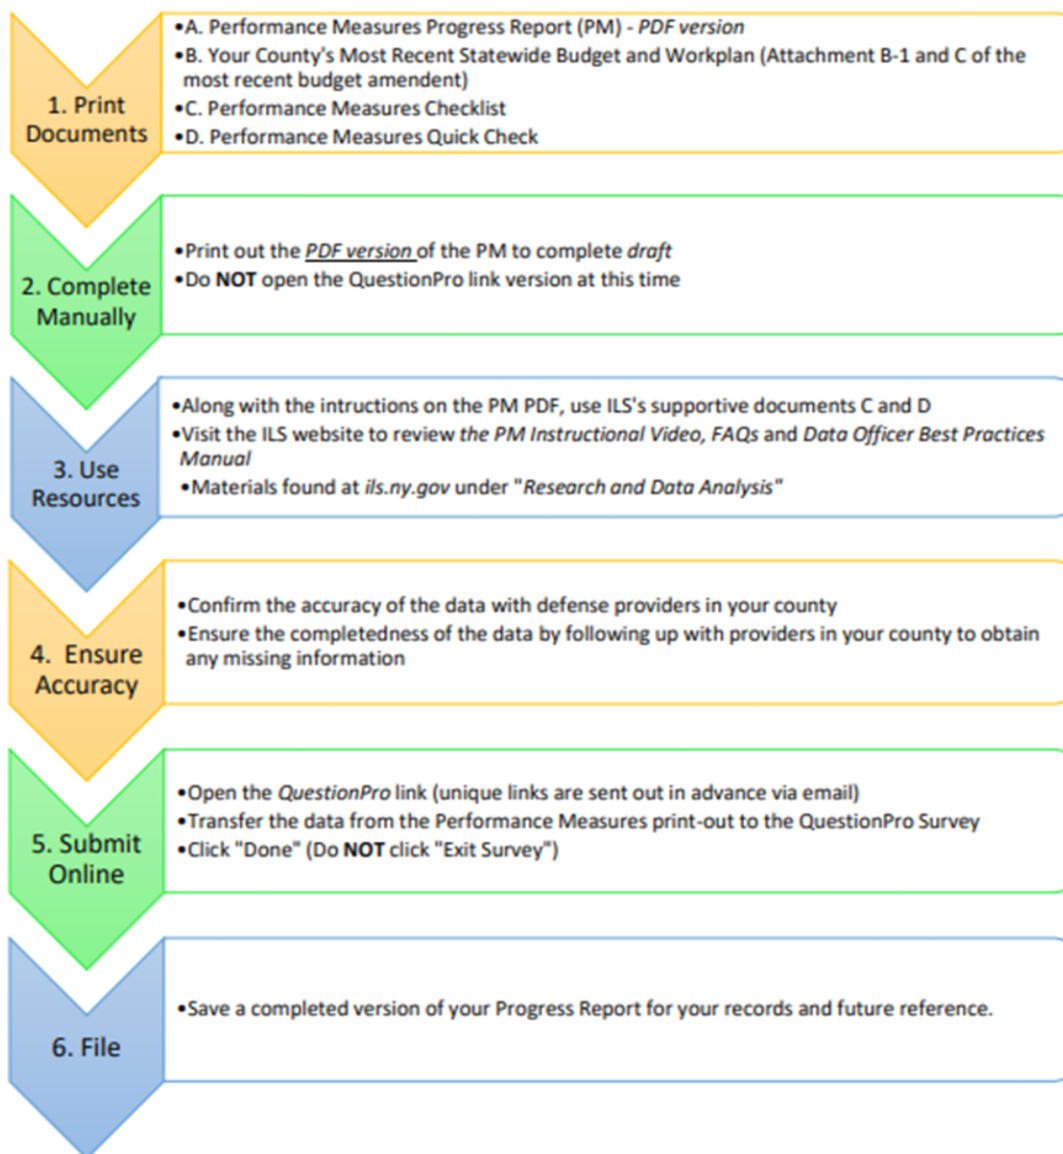 1. Print
Documents
•A. Performance Measures Progress Report (PM) - PDF version
•B. Your County's Most Recent Statewide Budget and Workplan (Attachment B-1 and C of the
most recent budget amendent)
•C. Performance Measures Checklist
•D. Performance Measures Quick Check
2. Complete
Manually
•Print out the PDF version of the PM to complete draft
•Do NOT open the QuestionPro link version at this time
3. Use
Resources
•Along with the intructions on the PM PDF, use ILS's supportive documents C and D
•Visit the ILS website to review the PM Instructional Video, FAQs and Data Officer Best Practices
Manual
•Materials found at ils.ny.gov under "Research and Data Analysis"
4. Ensure
Accuracy
•Confirm the accuracy of the data with defense providers in your county
•Ensure the completedness of the data by following up with providers in your county to obtain
any missing information
5. Submit
Online
•Open the QuestionPro link (unique links are sent out in advance via email)
•Transfer the data from the Performance Measures print-out to the QuestionPro Survey
•Click "Done" (Do NOT click "Exit Survey")
6. File
•Save a completed version of your Progress Report for your records and future reference.